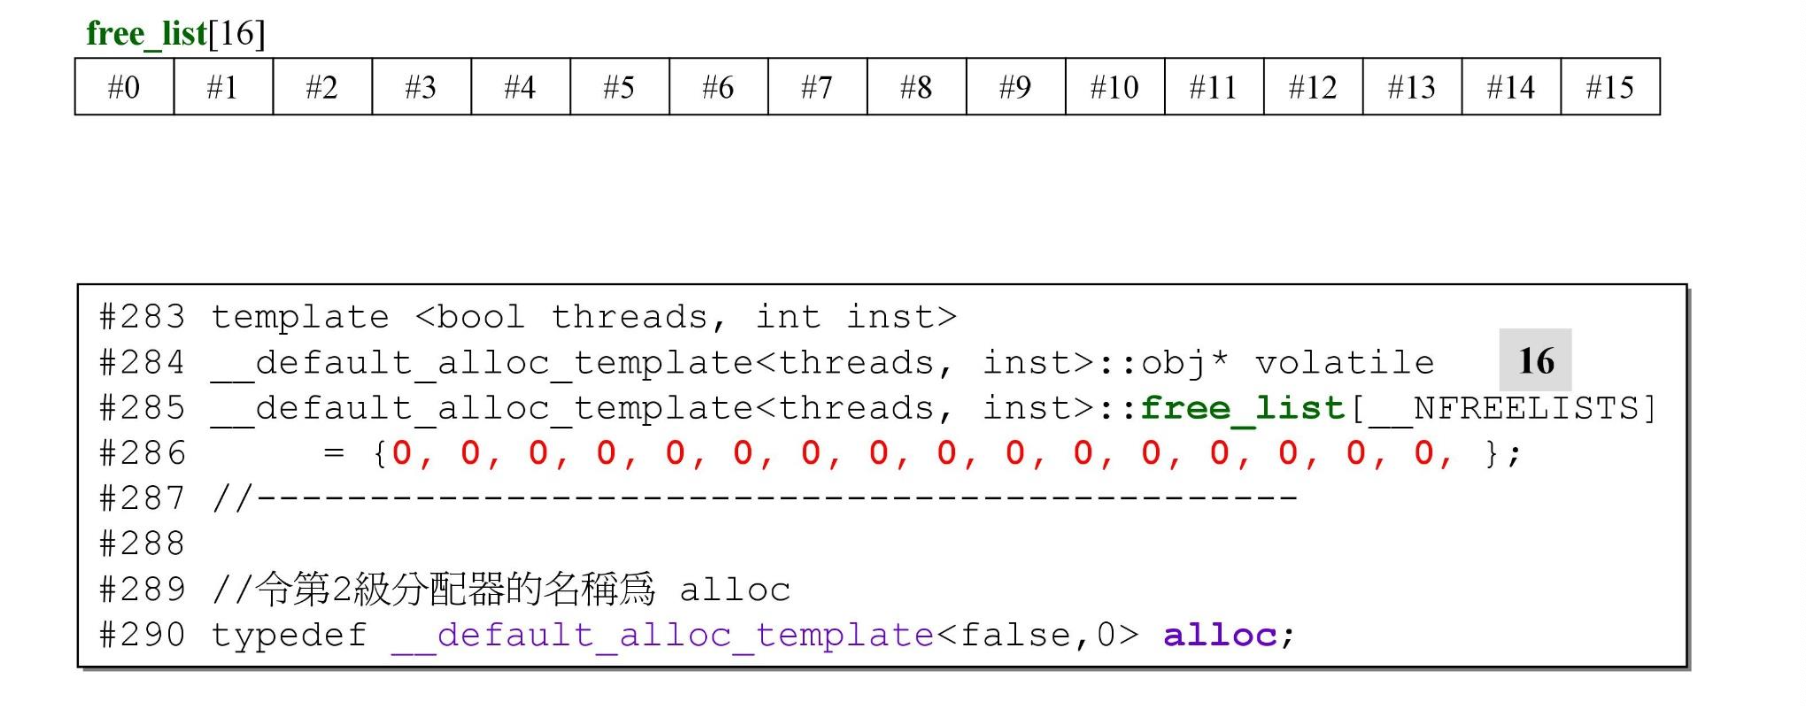 free_list[16]
#0 #1 #2 #3 #4 #5 #6 #7 #8 #9 #10 #11 #12 #13 #14 #15
#283 template <bool threads, int inst>
#284 __default_alloc_template<threads, inst>::obj* volatile 16
#285 __default_alloc_template<threads, inst>::free_list[__NFREELISTS]
#286      = {0, 0, 0, 0, 0, 0, 0, 0, 0, 0, 0, 0, 0, 0, 0, 0, };
#287 //----------------------------------------------
#288
#289 //令第2級分配器的名稱爲 alloc
#290 typedef __default_alloc_template<false,0> alloc;